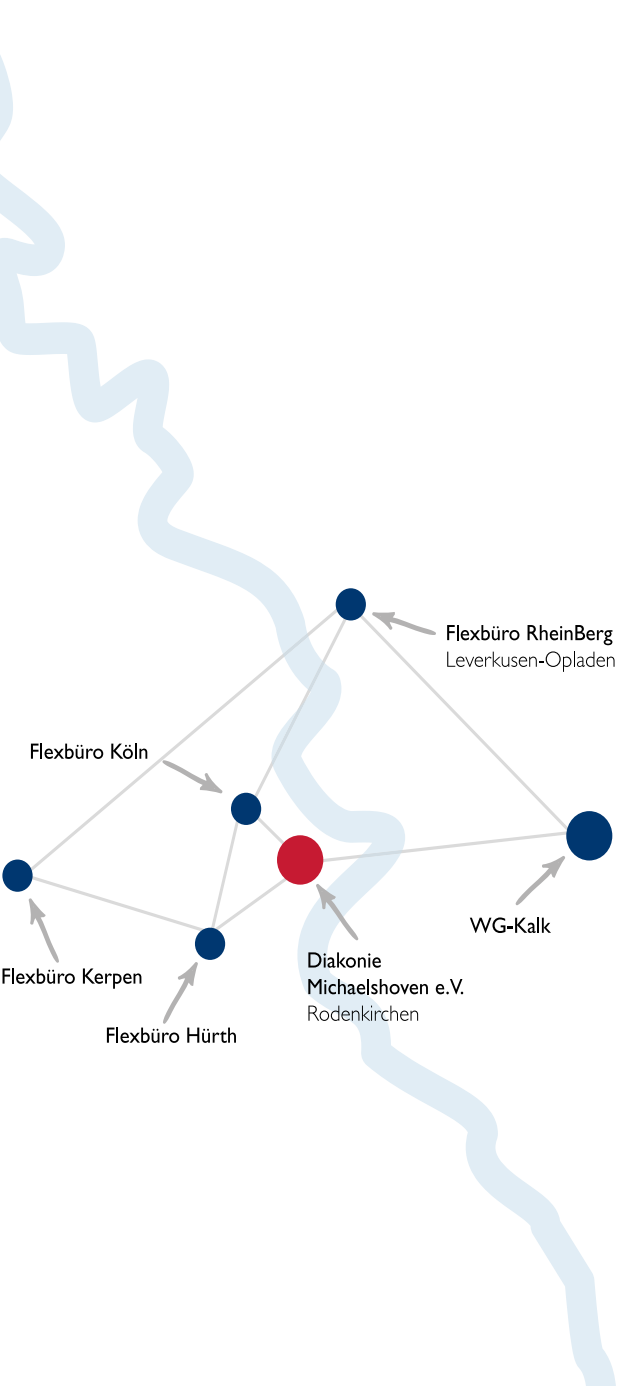 Flexbüro RheinBerg
Leverkusen-Opladen
Flexbüro Köln
WG-Kalk
Diakonie
Michaelshoven e.V.
Rodenkirchen
Flexbüro Kerpen
Flexbüro Hürth